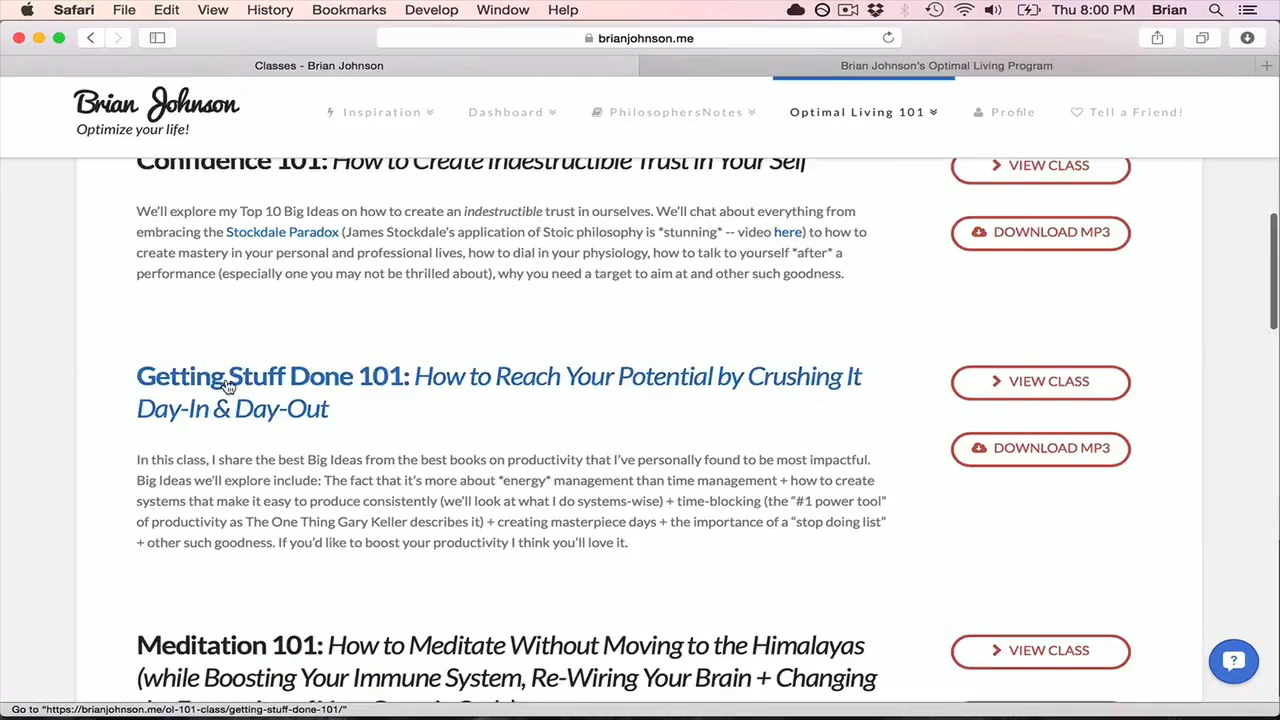 Safari File Edit View History Bookmarks Develop Window Help Thu 8:00 PM Brian
brianjohnson.me
Classes - Brian Johnson
Brian Johnson's Optimal Living Program
Brian Johnson
Optimize your life!
Inspiration Dashboard PhilosophersNotes Optimal Living 101 Profile Tell a Friend!
Confidence 101: How to Create Indestructible Trust in Your Self
VIEW CLASS
We'll explore my Top 10 Big Ideas on how to create an indestructible trust in ourselves. We'll chat about everything from
embracing the Stockdale Paradox (James Stockdale's application of Stoic philosophy is *stunning* -- video here) to how to
create mastery in your personal and professional lives, how to dial in your physiology, how to talk to yourself *after* a
performance (especially one you may not be thrilled about), why you need a target to aim at and other such goodness.
DOWNLOAD MP3
Getting Stuff Done 101: How to Reach Your Potential by Crushing It
Day-In & Day-Out
VIEW CLASS
DOWNLOAD MP3
In this class, I share the best Big Ideas from the best books on productivity that I've personally found to be most impactful.
Big Ideas we'll explore include: The fact that it's more about *energy* management than time management + how to create
systems that make it easy to produce consistently (we'll look at what I do systems-wise) + time-blocking (the "#1 power tool"
of productivity as The One Thing Gary Keller describes it) + creating masterpiece days + the importance of a "stop doing list"
+ other such goodness. If you'd like to boost your productivity I think you'll love it.
Meditation 101: How to Meditate Without Moving to the Himalayas
(while Boosting Your Immune System, Re-Wiring Your Brain + Changing
VIEW CLASS
Go to "https://brianjohnson.me/ol-101-class/getting-stuff-done-101/"